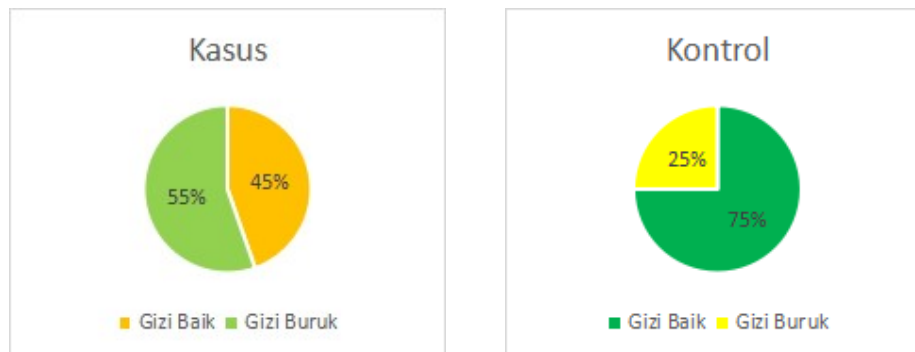 Kasus
45%
55%
Gizi Baik Gizi Buruk
Kontrol
25%
75%
Gizi Baik Gizi Buruk